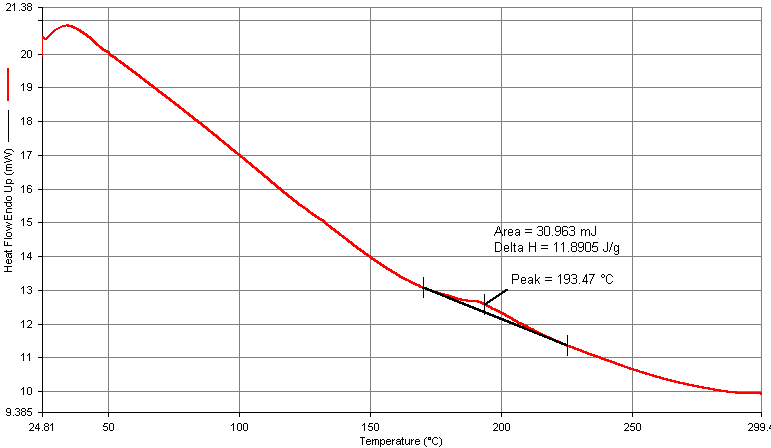 21.38
20
19
18
17
16
15
14
13
12
11
10
9.385
Heat Flow Endo Up (mW)
Area = 30.963 mJ
Delta H = 11.8905 J/g
Peak = 193.47 °C
24.81 50 100 150 200 250 299.4
Temperature (°C)